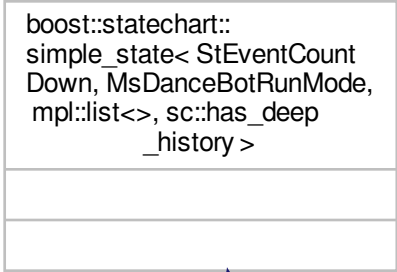 boost::statechart::
simple_state< StEventCount
Down, MsDanceBotRunMode,
mpl::list<>, sc::has_deep
_history >